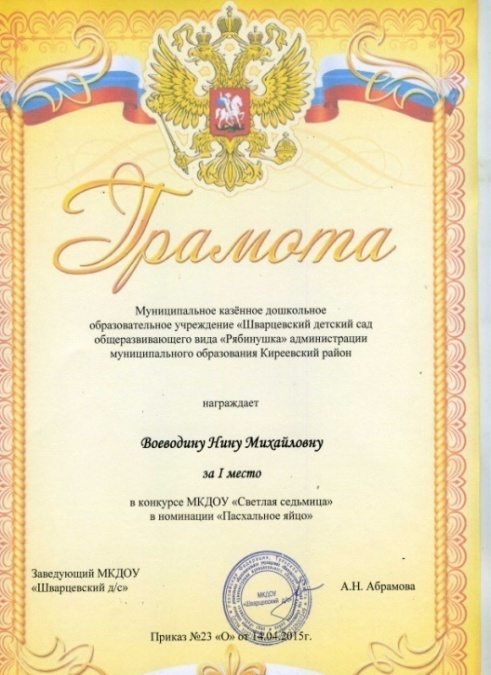 Грамота
Муниципальное казённое дошкольное
образовательное учреждение «Шварцевский детский сад
общеразвивающего вида «Рябинушка» администрации
муниципального образования Киреевский район
награждает
Воеводину Нину Михайловну
за I место
в конкурсе МКДОУ «Светлая седьмица»
в номинации «Пасхальное яйцо»
Заведующий МКДОУ
«Шварцевский д/с»
МКДОУ
«Шварцевский д/с»
А.Н. Абрамова
Приказ №23 «О» от 14.04.2015г.